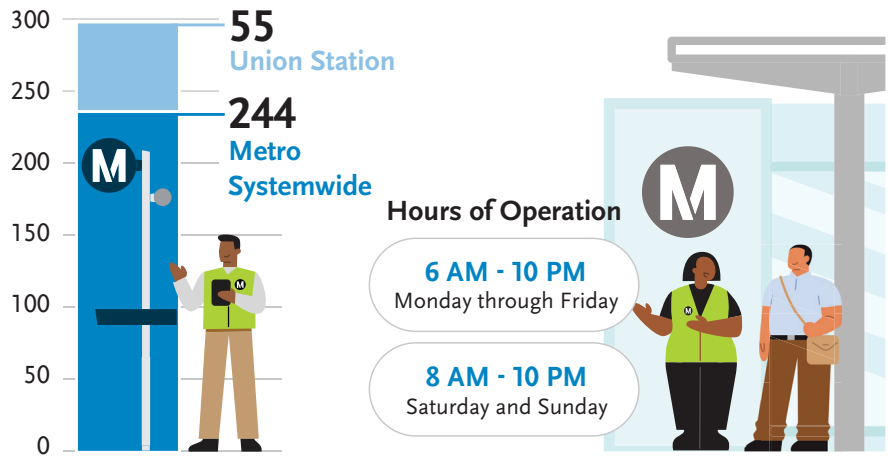 300
250
200
150
100
50
0
55
Union Station
244
Metro
Systemwide
M
M
Hours of Operation
6 AM - 10 PM
Monday through Friday
8 AM - 10 PM
Saturday and Sunday
M
M